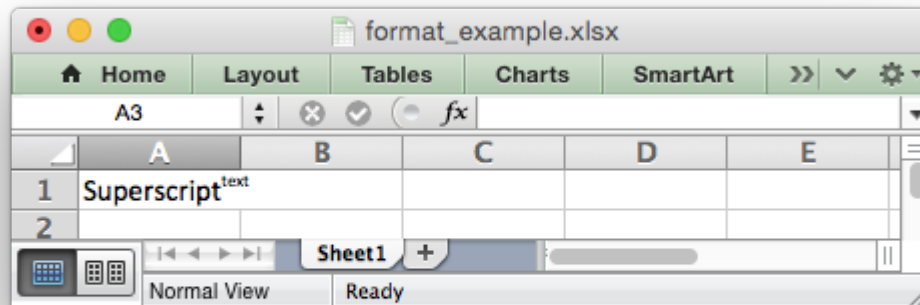 format_example.xlsx
Home Layout Tables Charts SmartArt
A3 fx
A B C D E
1 Superscripttext
2
Sheet1 +
Normal View Ready